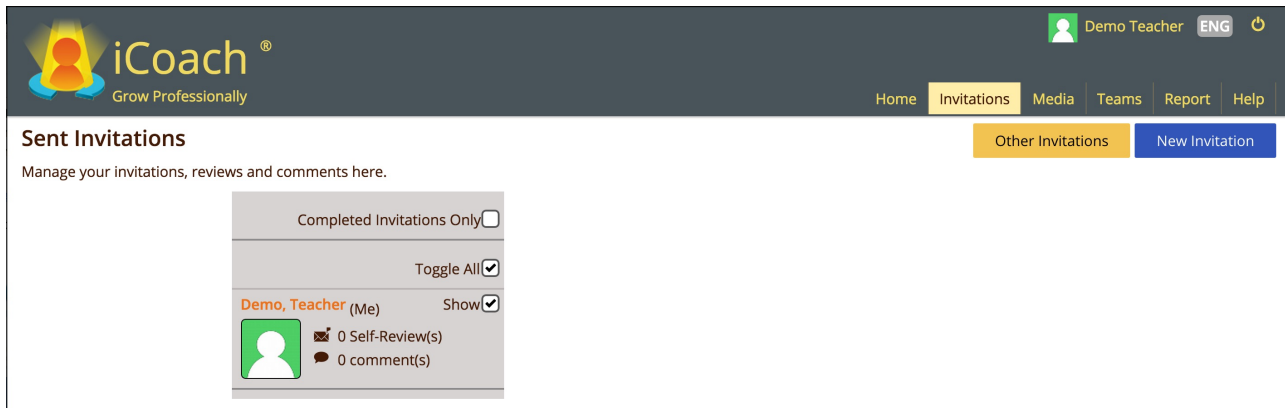 iCoach ®
Grow Professionally
Demo Teacher ENG
Home Invitations Media Teams Report Help
Sent Invitations
Other Invitations New Invitation
Manage your invitations, reviews and comments here.
Completed Invitations Only
Toggle All
Demo, Teacher (Me) Show
0 Self-Review(s)
0 comment(s)